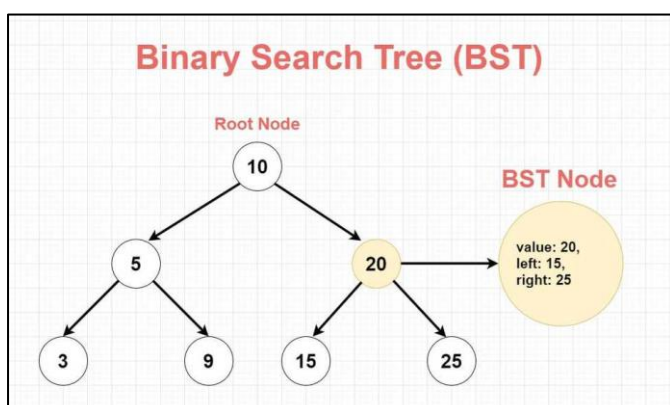 Binary Search Tree (BST)
Root Node
10
BST Node
5
20
value: 20,
left: 15,
right: 25
3
9
15
25